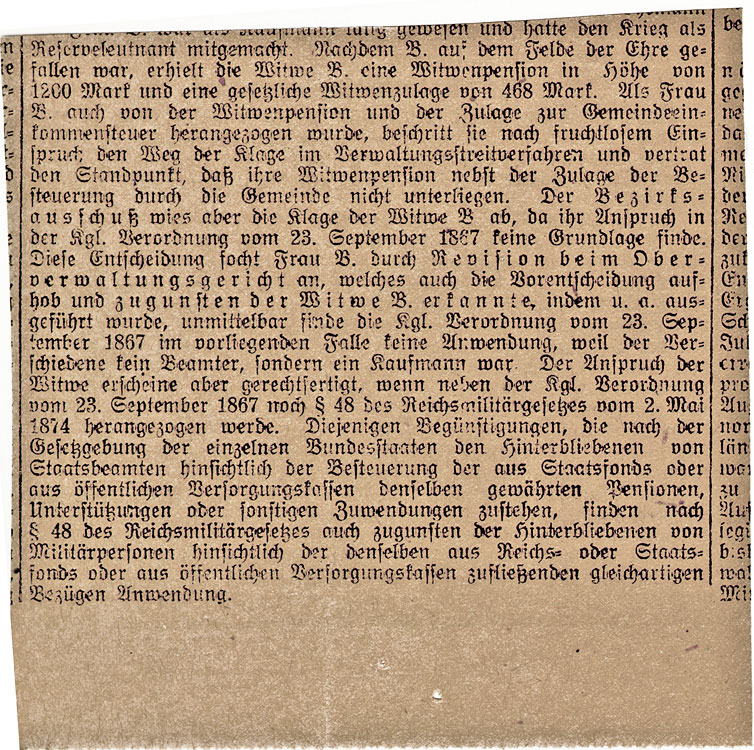 B. war als Kaufmann tätig gewesen und hatte den Krieg als
Reserveleutnant mitgemacht. Nachdem B. auf dem Felde der Ehre ge-
fallen war, erhielt die Witwe B. eine Witwenpension in Höhe von
1200 Mark und eine gesetzliche Witwenzulage von 468 Mark. Als Frau
B. auch von der Witwenpension und der Zulage zur Gemeindeein-
kommensteuer herangezogen wurde, beschritt sie nach fruchtlosem Ein-
spruch den Weg der Klage im Verwaltungsstreitverfahren und vertrat
den Standpunkt, daß ihre Witwenpension nebst der Zulage der Be-
steuerung durch die Gemeinde nicht unterliegen. Der Bezirks-
ausschuß wies aber die Klage der Witwe B ab, da ihr Anspruch in
der Kgl. Verordnung vom 23. September 1867 keine Grundlage finde.
Diese Entscheidung focht Frau B. durch Revision beim Ober-
verwaltungsgericht an, welches auch die Vorentscheidung auf-
hob und zugunsten der Witwe B. erkannte, indem u. a. aus-
geführt wurde, unmittelbar finde die Kgl. Verordnung vom 23. Sep-
tember 1867 im vorliegenden Falle keine Anwendung, weil der Ver-
schiedene kein Beamter, sondern ein Kaufmann war. Der Anspruch der
Witwe erscheine aber gerechtfertigt, wenn neben der Kgl. Verordnung
vom 23. September 1867 noch § 48 des Reichsmilitärgesetzes vom 2. Mai
1874 herangezogen werde. Diejenigen Begünstigungen, die nach der
Gesetzgebung der einzelnen Bundesstaaten den Hinterbliebenen von
Staatsbeamten hinsichtlich der Besteuerung der aus Staatsfonds oder
aus öffentlichen Versorgungskassen denselben gewährten Pensionen,
Unterstützungen oder sonstigen Zuwendungen zustehen, finden nach
§ 48 des Reichsmilitärgesetzes auch zugunsten der Hinterbliebenen von
Militärpersonen hinsichtlich der denselben aus Reichs- oder Staats-
fonds oder aus öffentlichen Versorgungskassen zufließenden gleichartigen
Bezügen Anwendung.